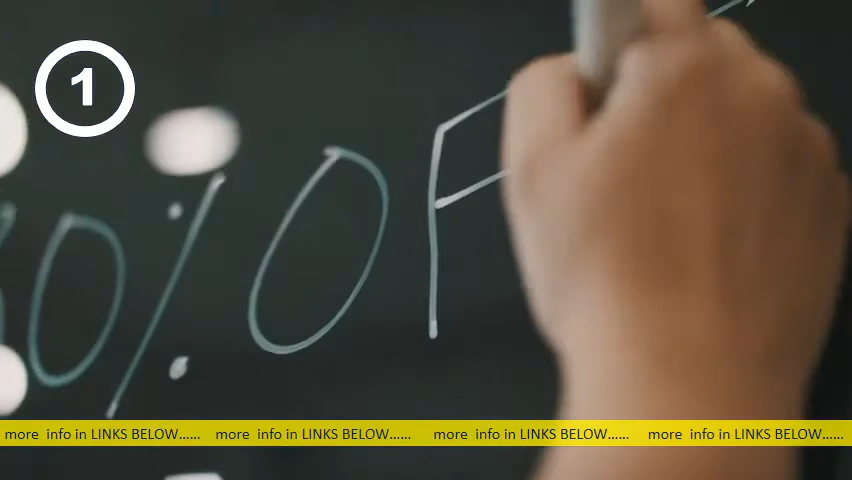 1
0% OF
more info in LINKS BELOW...... more info in LINKS BELOW...... more info in LINKS BELOW...... more info in LINKS BELOW......